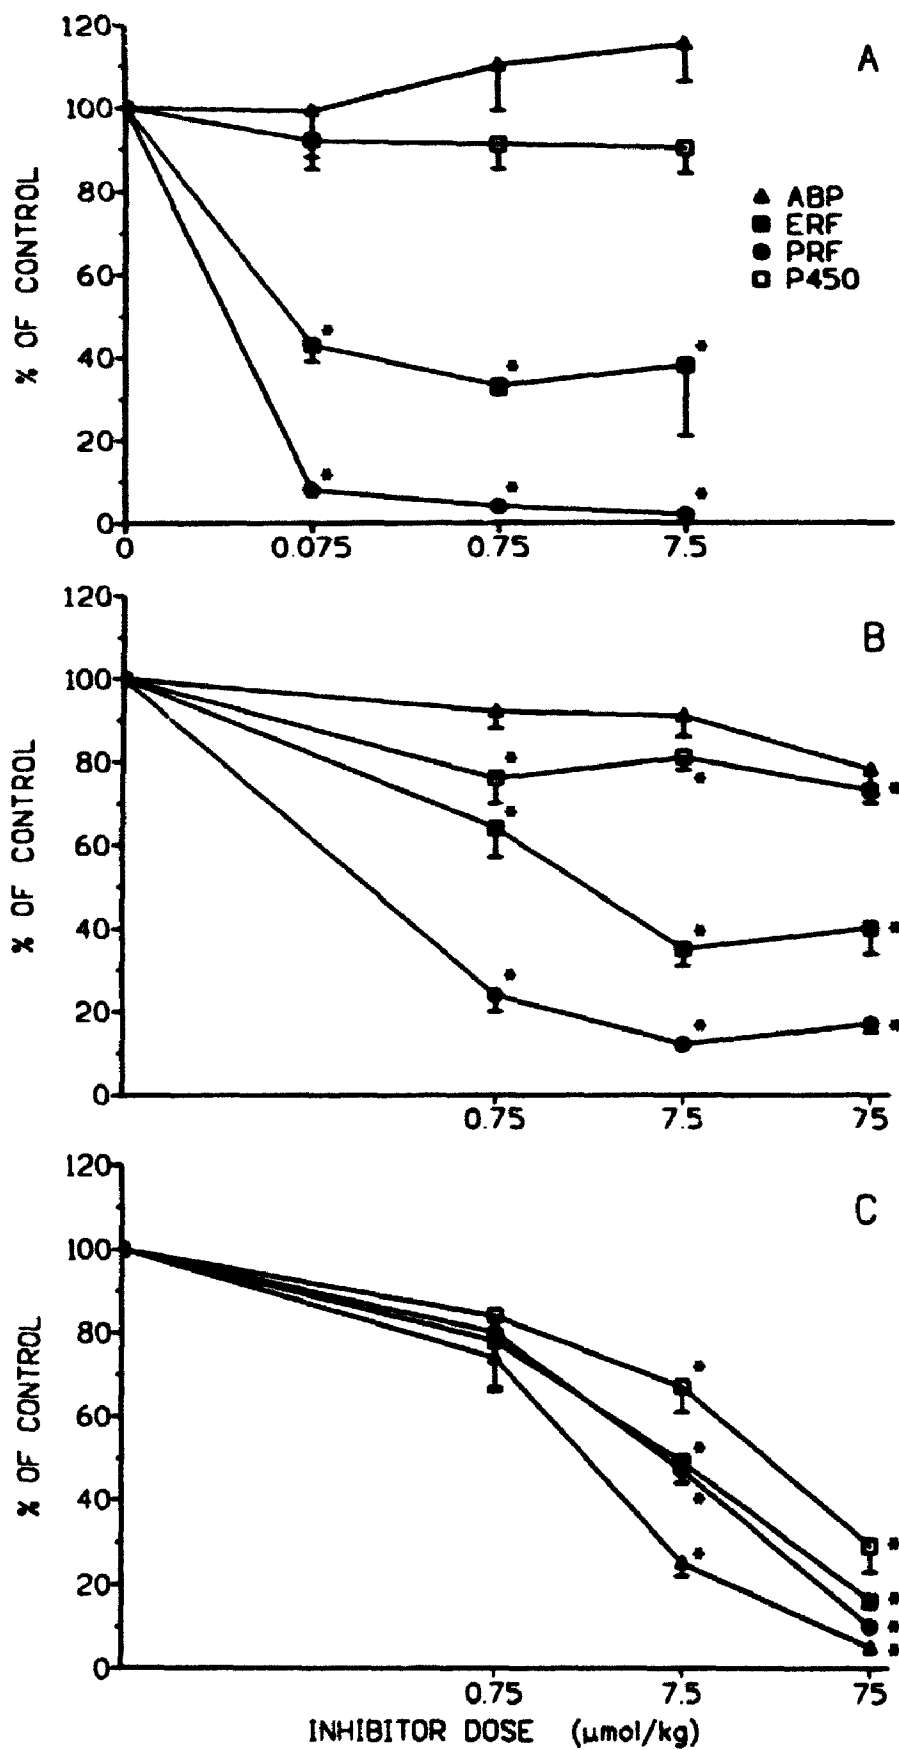 120
A
100
80
60
40
20
0
% OF CONTROL
ABP
ERF
PRF
P450
* * *
* * *
0 0.075 0.75 7.5
120
B
100
80
60
40
20
0
% OF CONTROL
* * *
* * *
* * *
0.75 7.5 75
120
C
100
80
60
40
20
0
% OF CONTROL
* *
* *
* *
* *
0.75 7.5 75
INHIBITOR DOSE (μmol/kg)